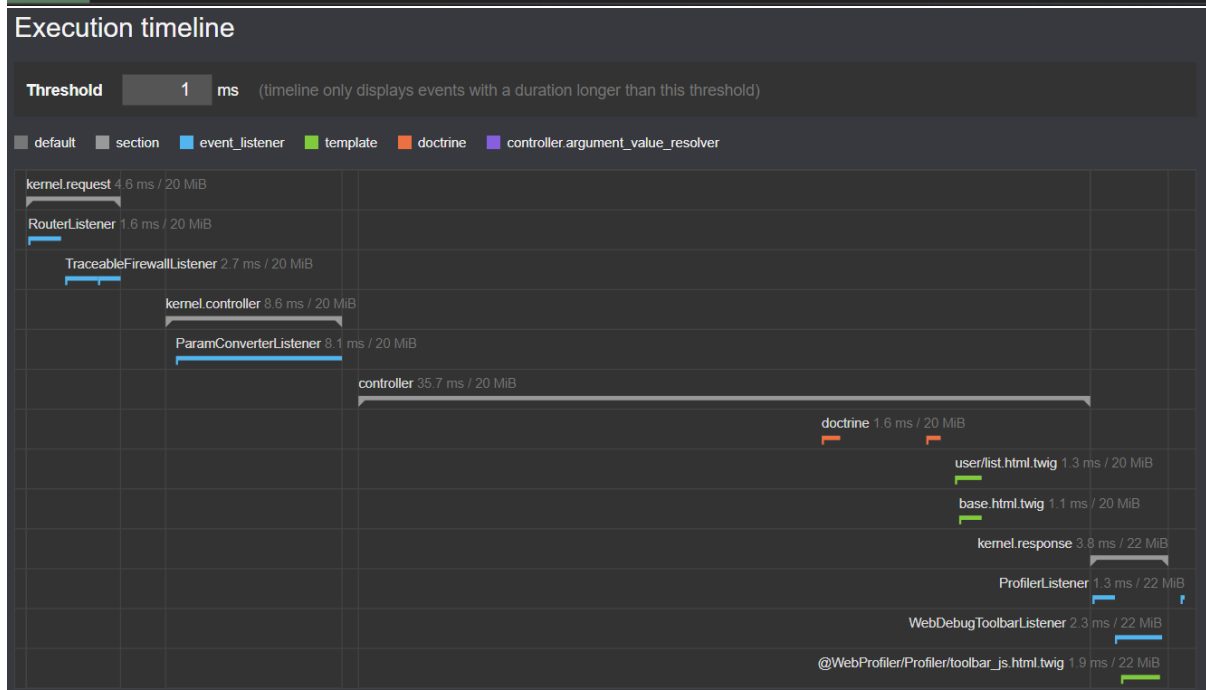 Execution timeline
Threshold 1 ms (timeline only displays events with a duration longer than this threshold)
default section event_listener template doctrine controller.argument_value_resolver
kernel.request 4.6 ms / 20 MiB
RouterListener 1.6 ms / 20 MiB
TraceableFirewallListener 2.7 ms / 20 MiB
kernel.controller 8.6 ms / 20 MiB
ParamConverterListener 8.1 ms / 20 MiB
controller 35.7 ms / 20 MiB
doctrine 1.6 ms / 20 MiB
user/list.html.twig 1.3 ms / 20 MiB
base.html.twig 1.1 ms / 20 MiB
kernel.response 3.8 ms / 22 MiB
ProfilerListener 1.3 ms / 22 MiB
WebDebugToolbarListener 2.3 ms / 22 MiB
@WebProfiler/Profiler/toolbar_js.html.twig 1.9 ms / 22 MiB